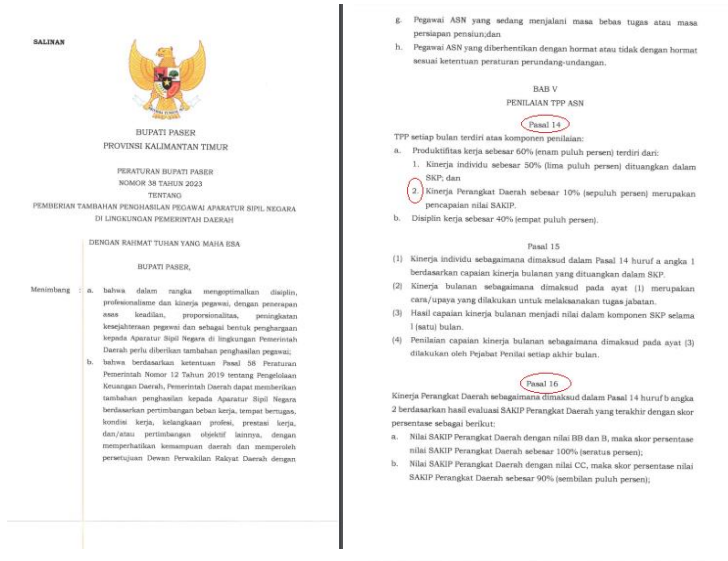 SALINAN
BUPATI PASER
PROVINSI KALIMANTAN TIMUR
PERATURAN BUPATI PASER
NOMOR 38 TAHUN 2023
TENTANG
PEMBERIAN TAMBAHAN PENGHASILAN PEGAWAI APARATUR SIPIL NEGARA
DI LINGKUNGAN PEMERINTAH DAERAH
DENGAN RAHMAT TUHAN YANG MAHA ESA
BUPATI PASER,
Menimbang : a. bahwa dalam rangka mengoptimalkan disiplin,
profesionalisme dan kinerja pegawai, dengan penerapan
asas keadilan, proporsionalitas, peningkatan
kesejahteraan pegawai dan sebagai bentuk penghargaan
kepada Aparatur Sipil Negara di lingkungan Pemerintah
Daerah perlu diberikan tambahan penghasilan pegawai;
b. bahwa berdasarkan ketentuan Pasal 58 Peraturan
Pemerintah Nomor 12 Tahun 2019 tentang Pengelolaan
Keuangan Daerah, Pemerintah Daerah dapat memberikan
tambahan penghasilan kepada Aparatur Sipil Negara
berdasarkan pertimbangan beban kerja, tempat bertugas,
kondisi kerja, kelangkaan profesi, prestasi kerja,
dan/atau pertimbangan objektif lainnya, dengan
memperhatikan kemampuan daerah dan memperoleh
persetujuan Dewan Perwakilan Rakyat Daerah dengan
g. Pegawai ASN yang sedang menjalani masa bebas tugas atau masa
persiapan pensiun;dan
h. Pegawai ASN yang diberhentikan dengan hormat atau tidak dengan hormat
sesuai ketentuan peraturan perundang-undangan.
BAB V
PENILAIAN TPP ASN
Pasal 14
TPP setiap bulan terdiri atas komponen penilaian:
a. Produktifitas kerja sebesar 60% (enam puluh persen) terdiri dari:
1. Kinerja individu sebesar 50% (lima puluh persen) dituangkan dalam
SKP; dan
2. Kinerja Perangkat Daerah sebesar 10% (sepuluh persen) merupakan
pencapaian nilai SAKIP.
b. Disiplin kerja sebesar 40% (empat puluh persen).
Pasal 15
(1) Kinerja individu sebagaimana dimaksud dalam Pasal 14 huruf a angka 1
berdasarkan capaian kinerja bulanan yang dituangkan dalam SKP.
(2) Kinerja bulanan sebagaimana dimaksud pada ayat (1) merupakan
cara/upaya yang dilakukan untuk melaksanakan tugas jabatan.
(3) Hasil capaian kinerja bulanan menjadi nilai dalam komponen SKP selama
1 (satu) bulan.
(4) Penilaian capaian kinerja bulanan sebagaimana dimaksud pada ayat (3)
dilakukan oleh Pejabat Penilai setiap akhir bulan.
Pasal 16
Kinerja Perangkat Daerah sebagaimana dimaksud dalam Pasal 14 huruf b angka
2 berdasarkan hasil evaluasi SAKIP Perangkat Daerah yang terakhir dengan skor
persentase sebagai berikut:
a. Nilai SAKIP Perangkat Daerah dengan nilai BB dan B, maka skor persentase
nilai SAKIP Perangkat Daerah sebesar 100% (seratus persen);
b. Nilai SAKIP Perangkat Daerah dengan nilai CC, maka skor persentase nilai
SAKIP Perangkat Daerah sebesar 90% (sembilan puluh persen);